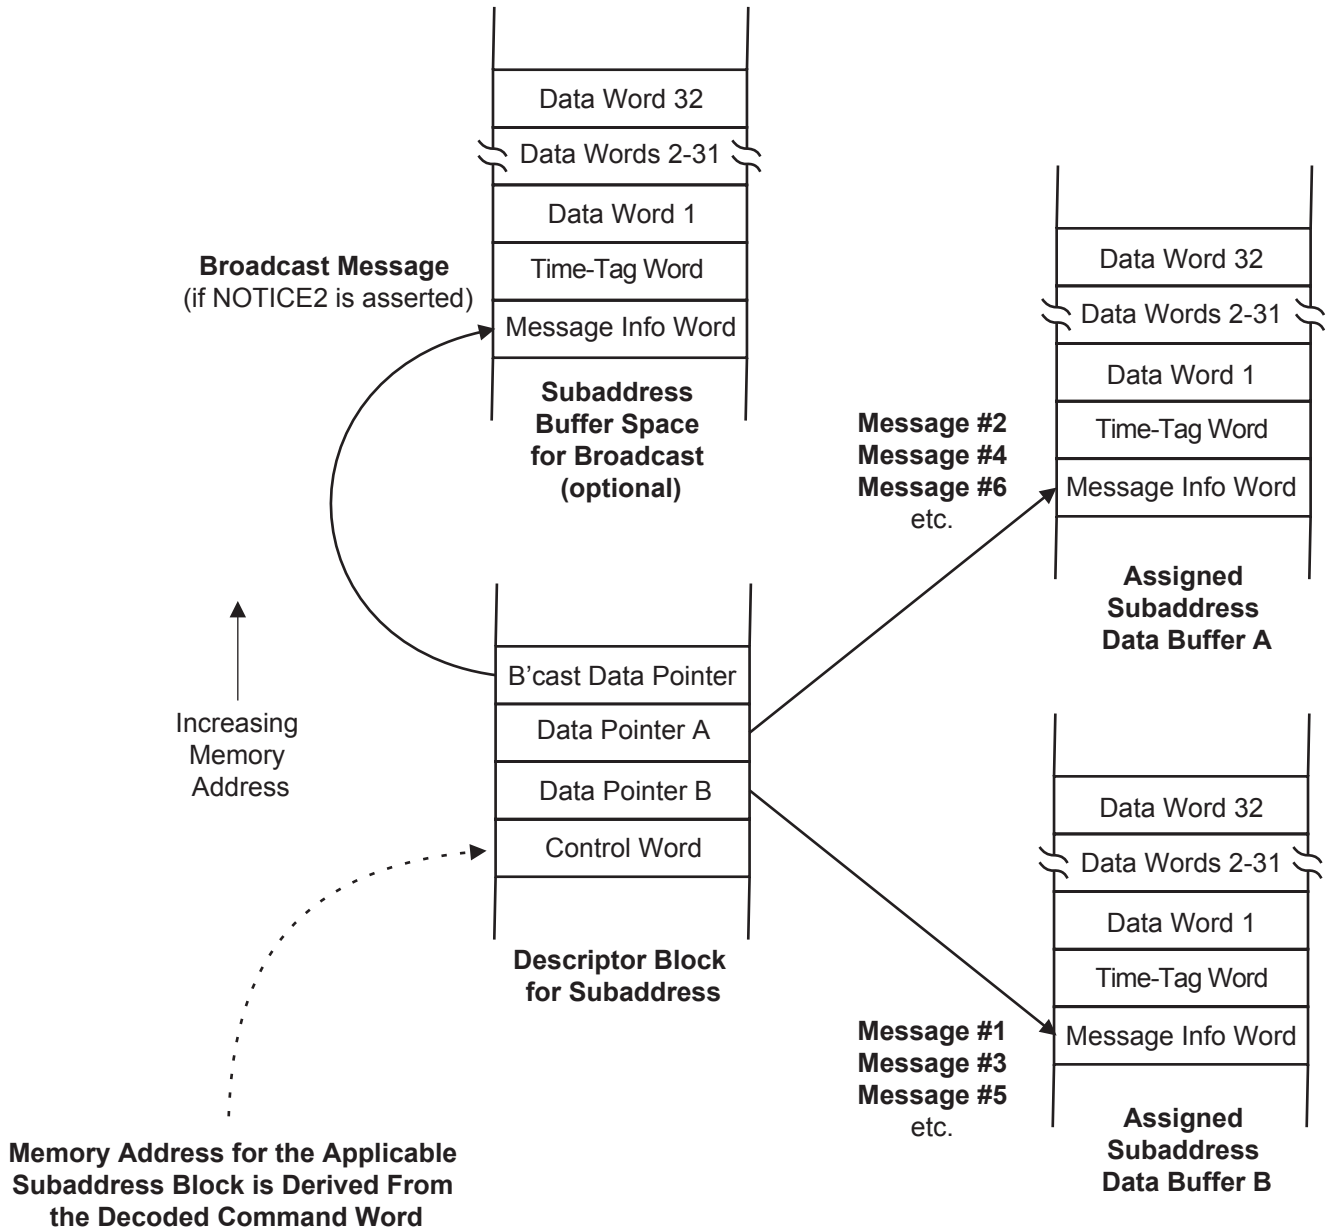 Data Word 32
Data Words 2-31
Data Word 1
Time-Tag Word
Message Info Word
Subaddress
Buffer Space
for Broadcast
(optional)
Broadcast Message
(if NOTICE2 is asserted)
Data Word 32
Data Words 2-31
Data Word 1
Time-Tag Word
Message Info Word
Assigned
Subaddress
Data Buffer A
Message #2
Message #4
Message #6
etc.
Increasing
Memory
Address
B’cast Data Pointer
Data Pointer A
Data Pointer B
Control Word
Descriptor Block
for Subaddress
Data Word 32
Data Words 2-31
Data Word 1
Time-Tag Word
Message Info Word
Assigned
Subaddress
Data Buffer B
Message #1
Message #3
Message #5
etc.
Memory Address for the Applicable
Subaddress Block is Derived From
the Decoded Command Word